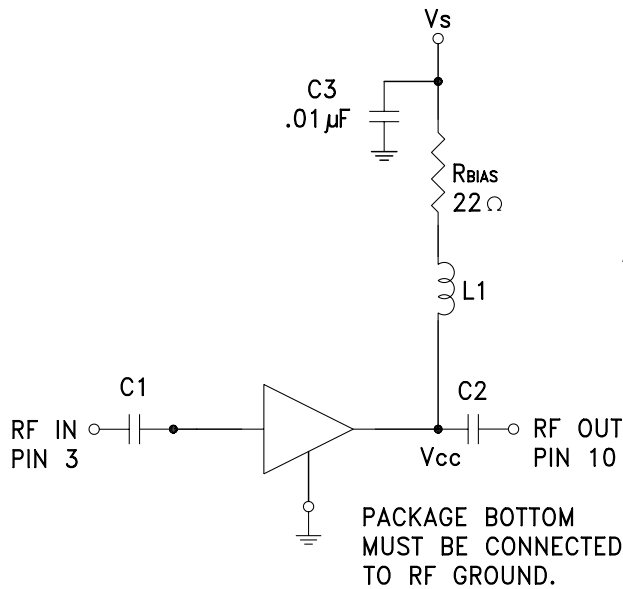 Vs
C3
.01µF
RBIAS
22Ω
L1
C1
C2
RF IN
PIN 3
RF OUT
PIN 10
Vcc
PACKAGE BOTTOM
MUST BE CONNECTED
TO RF GROUND.